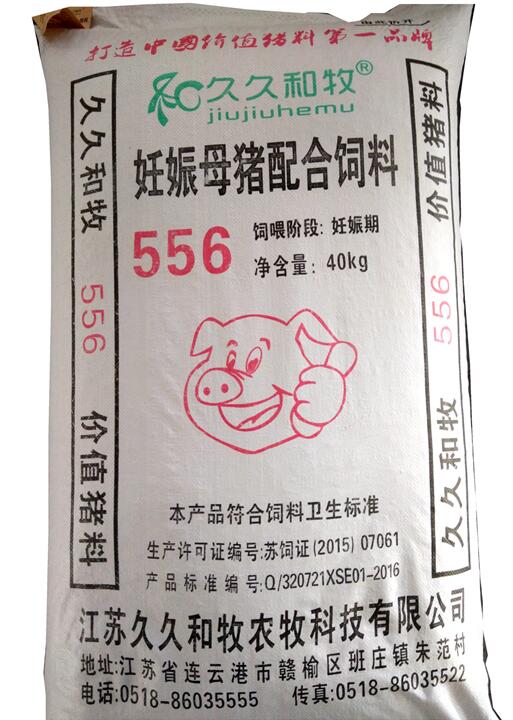 打造中國价值猪料第一品牌
久久和牧®
jiujiuhemu
妊娠母猪配合饲料
556
饲喂阶段：妊娠期
净含量：40kg
久久和牧 556 价值猪料
久久和牧 556 价值猪料
本产品符合饲料卫生标准
生产许可证编号:苏饲证(2015) 07061
产品标准编号:Q/320721XSE01-2016
江苏久久和牧农牧科技有限公司
地址:江苏省连云港市赣榆区班庄镇朱范村
电话:0518-86035555 传真:0518-86035522